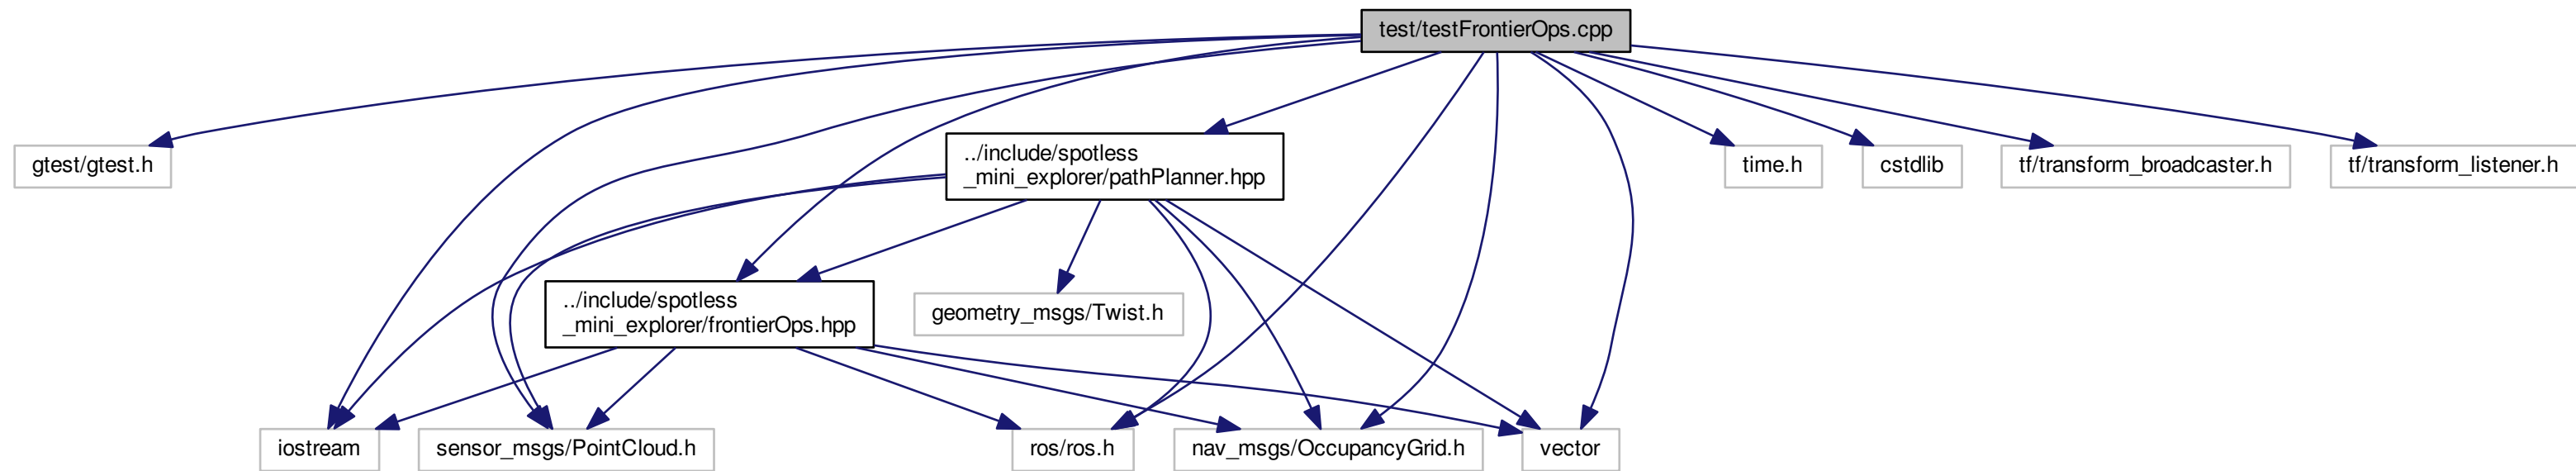 test/testFrontierOps.cpp
gtest/gtest.h
../include/spotless
_mini_explorer/pathPlanner.hpp
time.h
cstdlib
tf/transform_broadcaster.h
tf/transform_listener.h
../include/spotless
_mini_explorer/frontierOps.hpp
geometry_msgs/Twist.h
iostream
sensor_msgs/PointCloud.h
ros/ros.h
nav_msgs/OccupancyGrid.h
vector